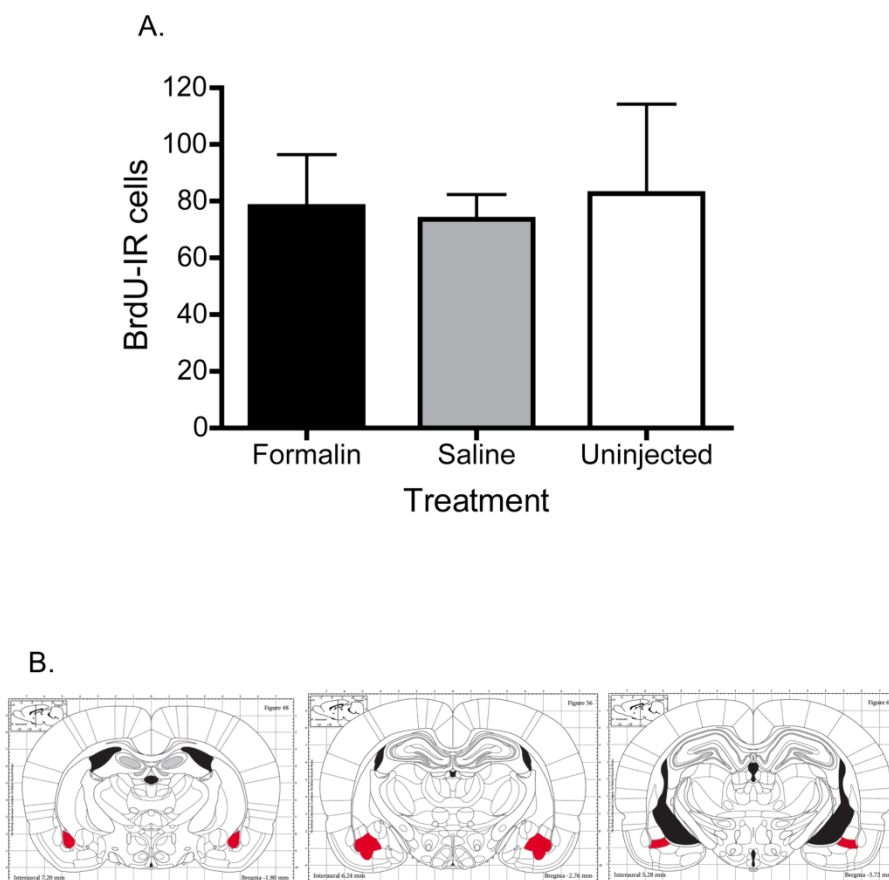 A.
120
100
80
60
40
20
0
BrdU-IR cells
Formalin Saline Uninjected
Treatment
B.
Figure 48
Interaural 7.20 mm
Bregma -1.80 mm
Figure 56
Interaural 6.24 mm
Bregma -2.76 mm
Figure 6
Interaural 5.28 mm
Bregma -3.72 m